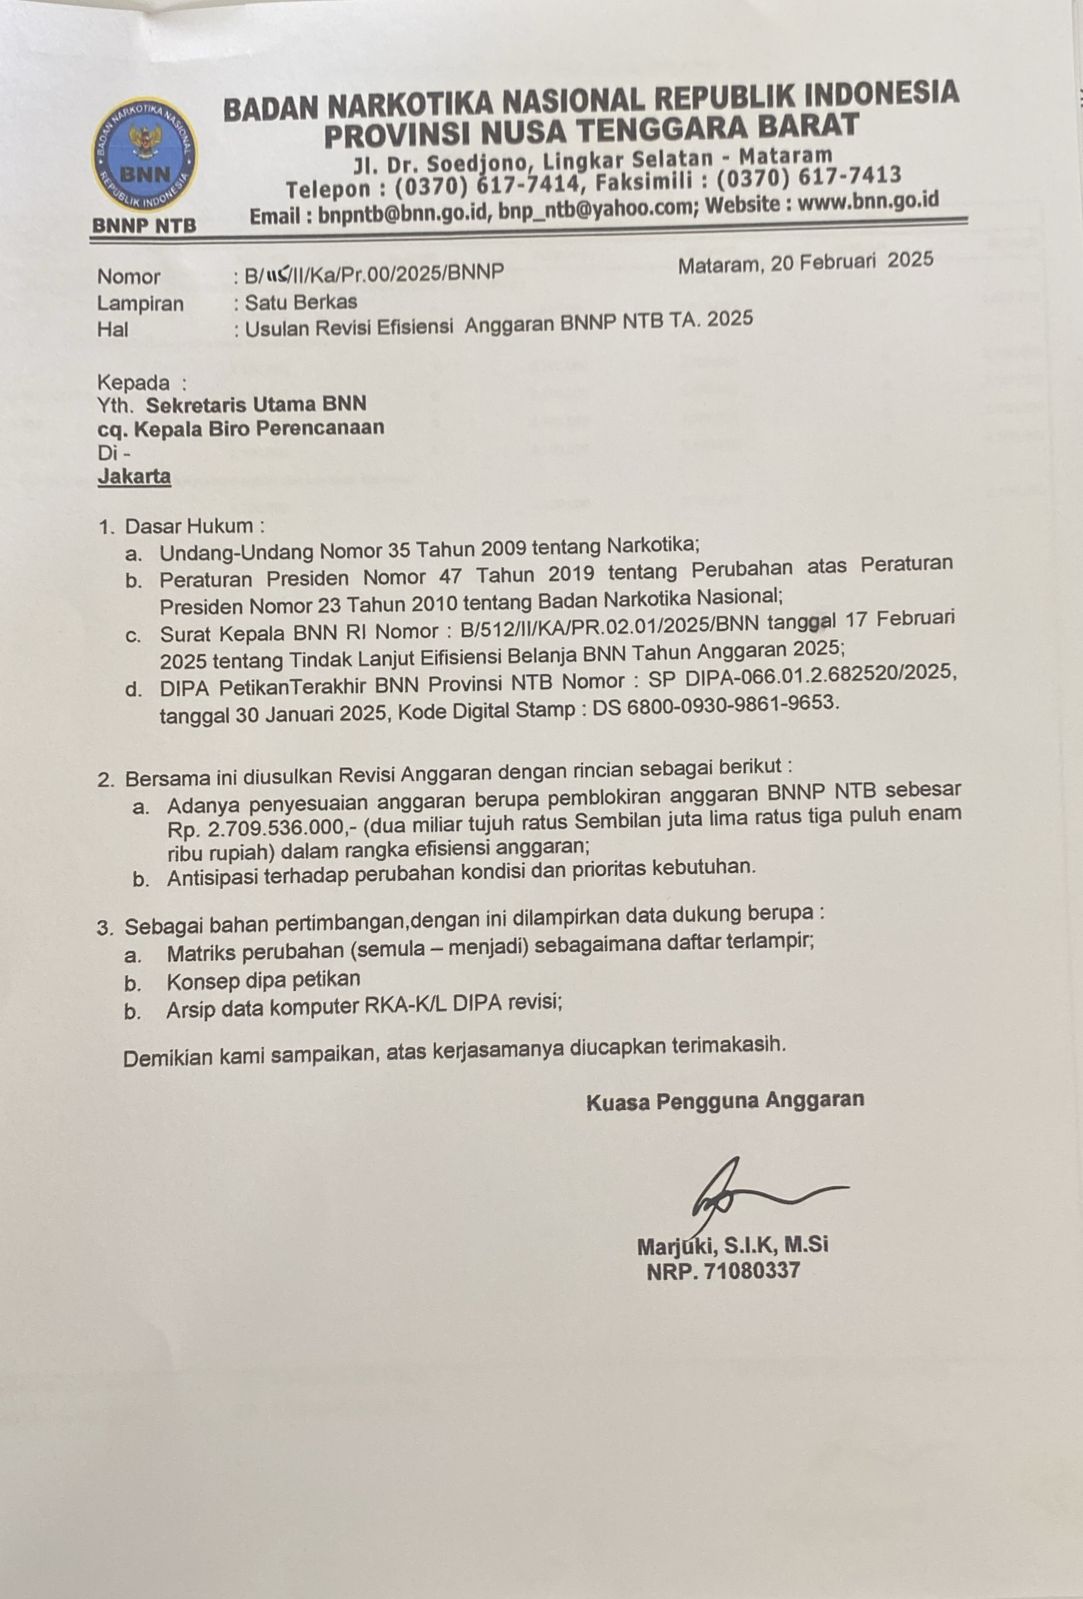 BADAN NARKOTIKA NASIONAL
BNN
REPUBLIK INDONESIA
BNNP NTB
BADAN NARKOTIKA NASIONAL REPUBLIK INDONESIA
PROVINSI NUSA TENGGARA BARAT
Jl. Dr. Soedjono, Lingkar Selatan - Mataram
Telepon : (0370) 617-7414, Faksimili : (0370) 617-7413
Email : bnpntb@bnn.go.id, bnp_ntb@yahoo.com; Website : www.bnn.go.id
Nomor : B/115/II/Ka/Pr.00/2025/BNNP Mataram, 20 Februari 2025
Lampiran : Satu Berkas
Hal : Usulan Revisi Efisiensi Anggaran BNNP NTB TA. 2025
Kepada :
Yth. Sekretaris Utama BNN
cq. Kepala Biro Perencanaan
Di -
Jakarta
1. Dasar Hukum :
a. Undang-Undang Nomor 35 Tahun 2009 tentang Narkotika;
b. Peraturan Presiden Nomor 47 Tahun 2019 tentang Perubahan atas Peraturan
Presiden Nomor 23 Tahun 2010 tentang Badan Narkotika Nasional;
c. Surat Kepala BNN RI Nomor : B/512/II/KA/PR.02.01/2025/BNN tanggal 17 Februari
2025 tentang Tindak Lanjut Eifisiensi Belanja BNN Tahun Anggaran 2025;
d. DIPA PetikanTerakhir BNN Provinsi NTB Nomor : SP DIPA-066.01.2.682520/2025,
tanggal 30 Januari 2025, Kode Digital Stamp : DS 6800-0930-9861-9653.
2. Bersama ini diusulkan Revisi Anggaran dengan rincian sebagai berikut :
a. Adanya penyesuaian anggaran berupa pemblokiran anggaran BNNP NTB sebesar
Rp. 2.709.536.000,- (dua miliar tujuh ratus Sembilan juta lima ratus tiga puluh enam
ribu rupiah) dalam rangka efisiensi anggaran;
b. Antisipasi terhadap perubahan kondisi dan prioritas kebutuhan.
3. Sebagai bahan pertimbangan,dengan ini dilampirkan data dukung berupa :
a. Matriks perubahan (semula – menjadi) sebagaimana daftar terlampir;
b. Konsep dipa petikan
b. Arsip data komputer RKA-K/L DIPA revisi;
Demikian kami sampaikan, atas kerjasamanya diucapkan terimakasih.
Kuasa Pengguna Anggaran
Marjuki, S.I.K, M.Si
NRP. 71080337